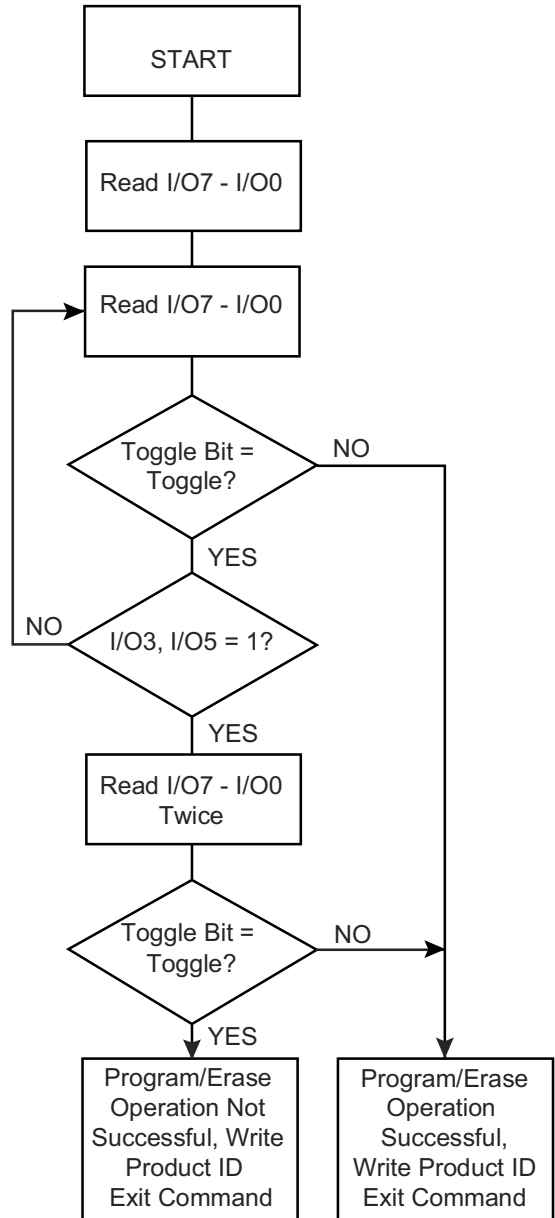 START
Read I/O7 - I/O0
Read I/O7 - I/O0
Toggle Bit =
Toggle?
NO
YES
NO
I/O3, I/O5 = 1?
YES
Read I/O7 - I/O0
Twice
Toggle Bit =
Toggle?
NO
YES
Program/Erase
Operation Not
Successful, Write
Product ID
Exit Command
Program/Erase
Operation
Successful,
Write Product ID
Exit Command